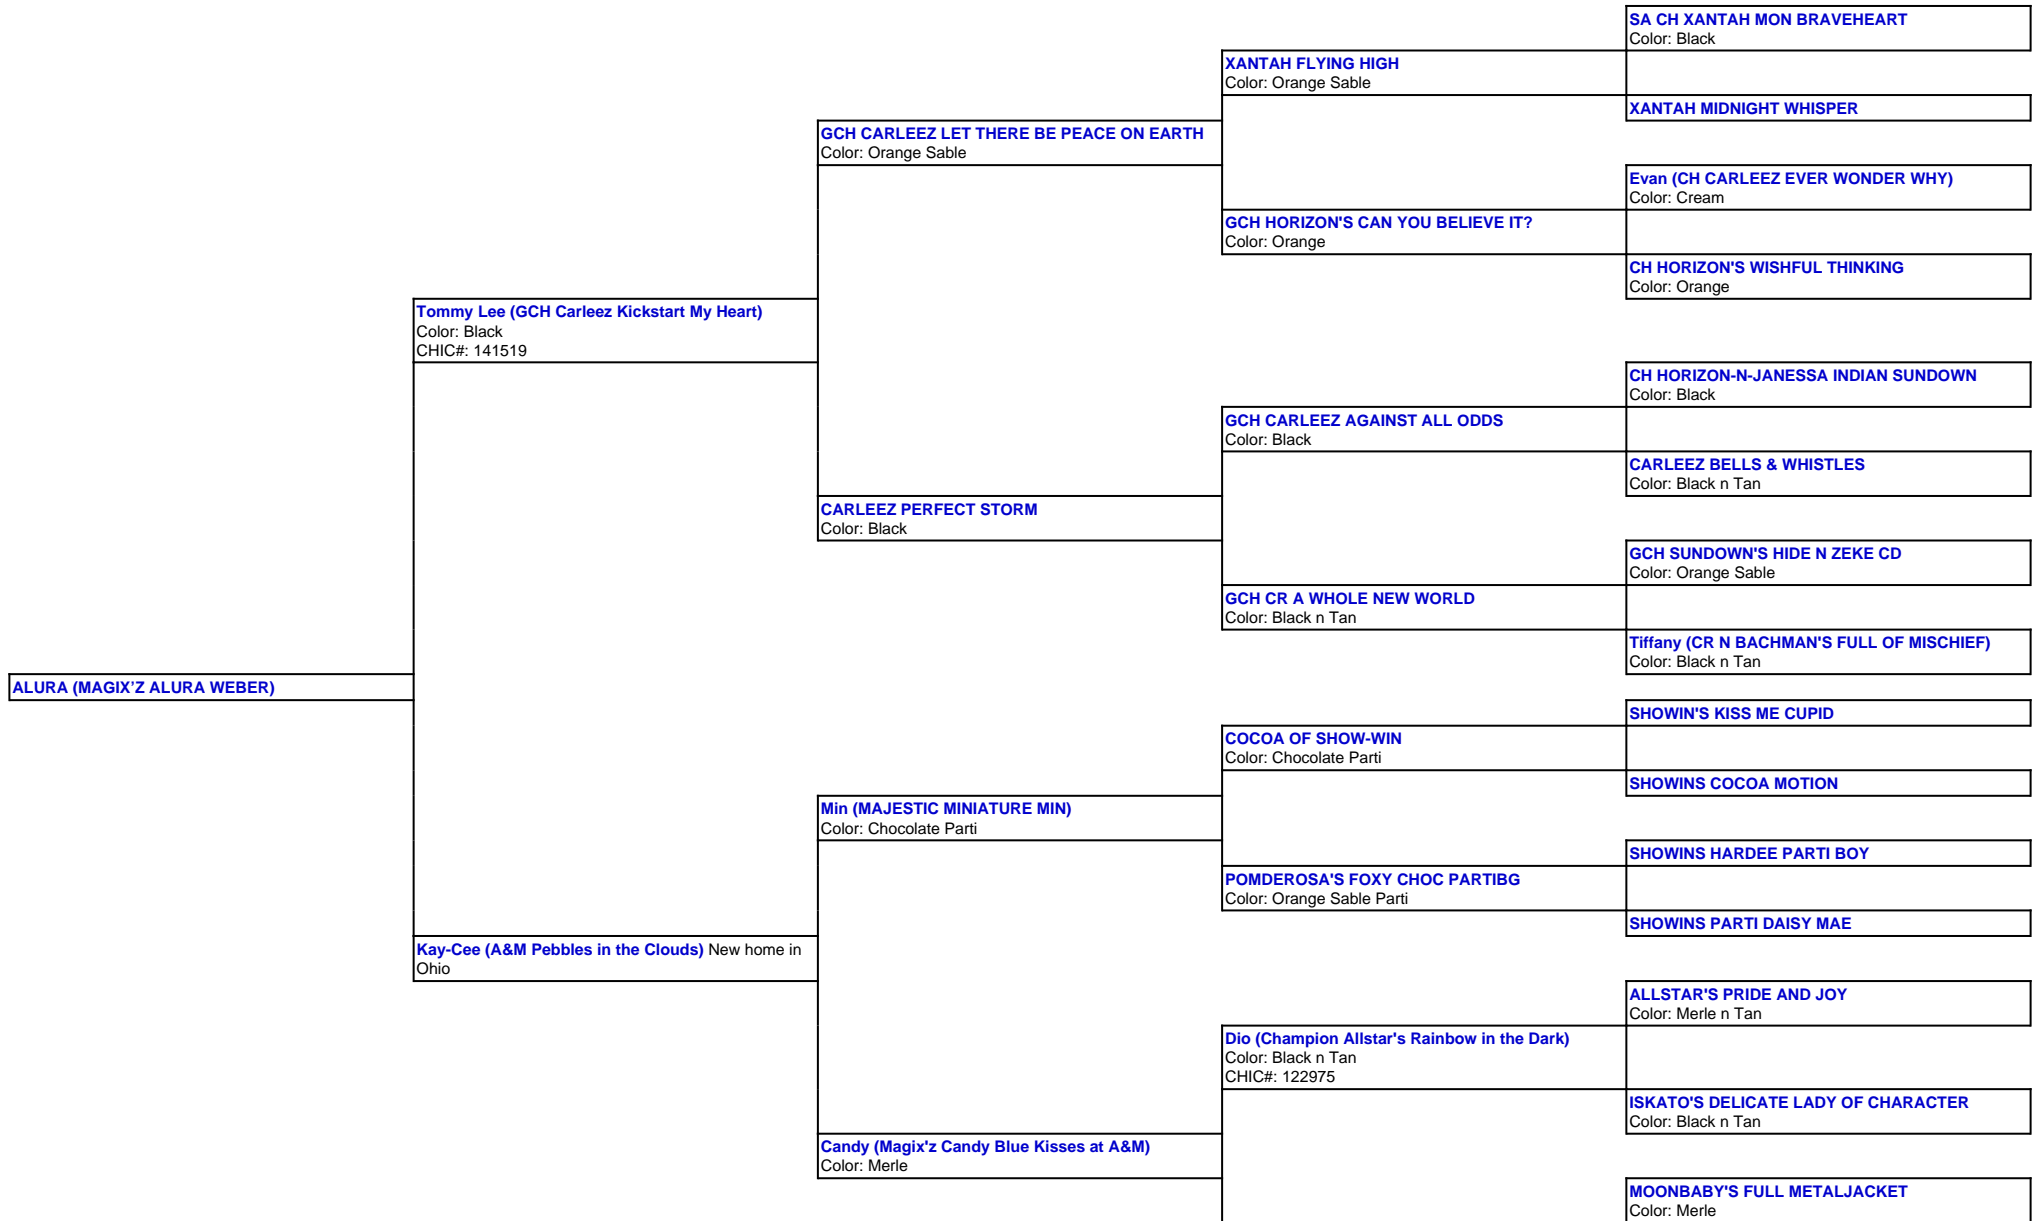 SA CH XANTAH MON BRAVEHEART
Color: Black
XANTAH FLYING HIGH
Color: Orange Sable
XANTAH MIDNIGHT WHISPER
GCH CARLEEZ LET THERE BE PEACE ON EARTH
Color: Orange Sable
Evan (CH CARLEEZ EVER WONDER WHY)
Color: Cream
GCH HORIZON'S CAN YOU BELIEVE IT?
Color: Orange
CH HORIZON'S WISHFUL THINKING
Color: Orange
Tommy Lee (GCH Carleez Kickstart My Heart)
Color: Black
CHIC#: 141519
CH HORIZON-N-JANESSA INDIAN SUNDOWN
Color: Black
GCH CARLEEZ AGAINST ALL ODDS
Color: Black
CARLEEZ BELLS & WHISTLES
Color: Black n Tan
CARLEEZ PERFECT STORM
Color: Black
GCH SUNDOWN'S HIDE N ZEKE CD
Color: Orange Sable
GCH CR A WHOLE NEW WORLD
Color: Black n Tan
Tiffany (CR N BACHMAN'S FULL OF MISCHIEF)
Color: Black n Tan
ALURA (MAGIX’Z ALURA WEBER)
SHOWIN'S KISS ME CUPID
COCOA OF SHOW-WIN
Color: Chocolate Parti
SHOWINS COCOA MOTION
Min (MAJESTIC MINIATURE MIN)
Color: Chocolate Parti
SHOWINS HARDEE PARTI BOY
POMDEROSA'S FOXY CHOC PARTIBG
Color: Orange Sable Parti
SHOWINS PARTI DAISY MAE
Kay-Cee (A&M Pebbles in the Clouds) New home in
Ohio
ALLSTAR'S PRIDE AND JOY
Color: Merle n Tan
Dio (Champion Allstar's Rainbow in the Dark)
Color: Black n Tan
CHIC#: 122975
ISKATO'S DELICATE LADY OF CHARACTER
Color: Black n Tan
Candy (Magix'z Candy Blue Kisses at A&M)
Color: Merle
MOONBABY'S FULL METALJACKET
Color: Merle